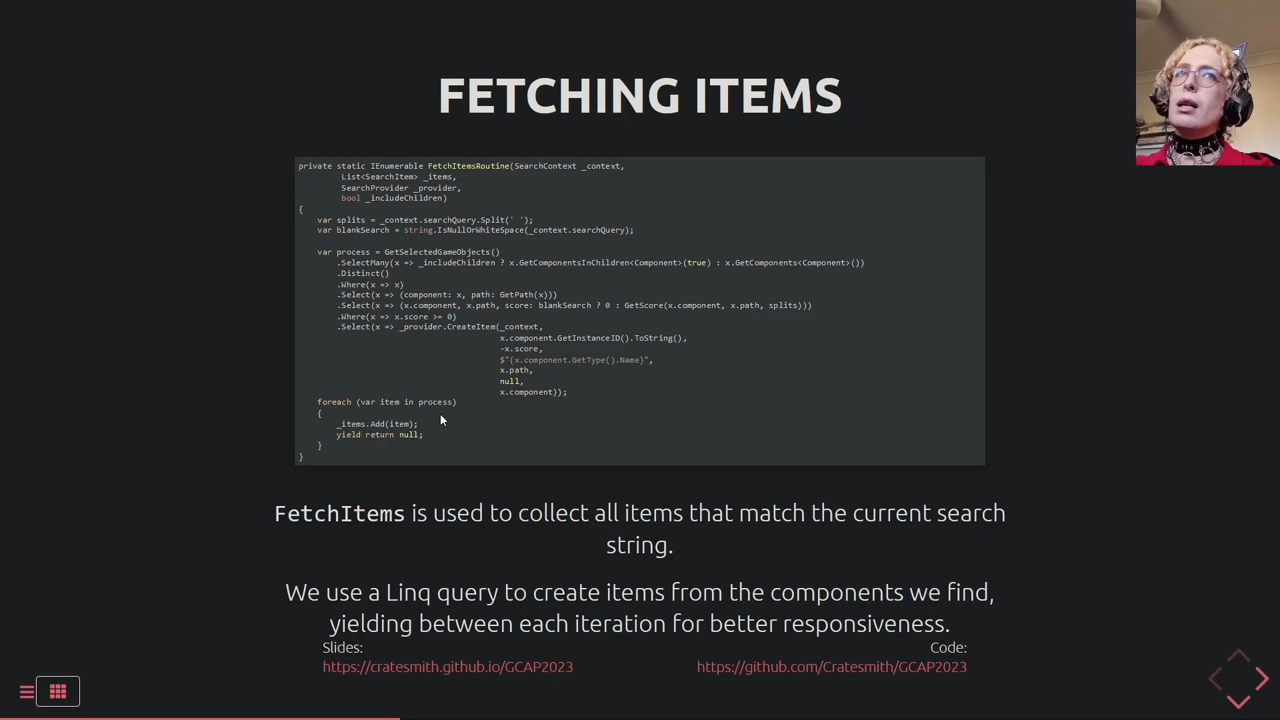 FETCHING ITEMS
private static IEnumerable FetchItemsRoutine(SearchContext _context,
List<SearchItem> _items,
SearchProvider _provider,
bool _includeChildren)
{
var splits = _context.searchQuery.Split(' ');
var blankSearch = string.IsNullOrWhiteSpace(_context.searchQuery);
var process = GetSelectedGameObjects()
.SelectMany(x => _includeChildren ? x.GetComponentsInChildren<Component>(true) : x.GetComponents<Component>())
.Distinct()
.Where(x => x)
.Select(x => (component: x, path: GetPath(x)))
.Select(x => (x.component, x.path, score: blankSearch ? 0 : GetScore(x.component, x.path, splits)))
.Where(x => x.score >= 0)
.Select(x => _provider.CreateItem(_context,
x.component.GetInstanceID().ToString(),
-x.score,
$"{x.component.GetType().Name}",
x.path,
null,
x.component));
foreach (var item in process)
{
_items.Add(item);
yield return null;
}
}
FetchItems is used to collect all items that match the current search
string.
We use a Linq query to create items from the components we find,
yielding between each iteration for better responsiveness.
Slides:
https://cratesmith.github.io/GCAP2023
Code:
https://github.com/Cratesmith/GCAP2023